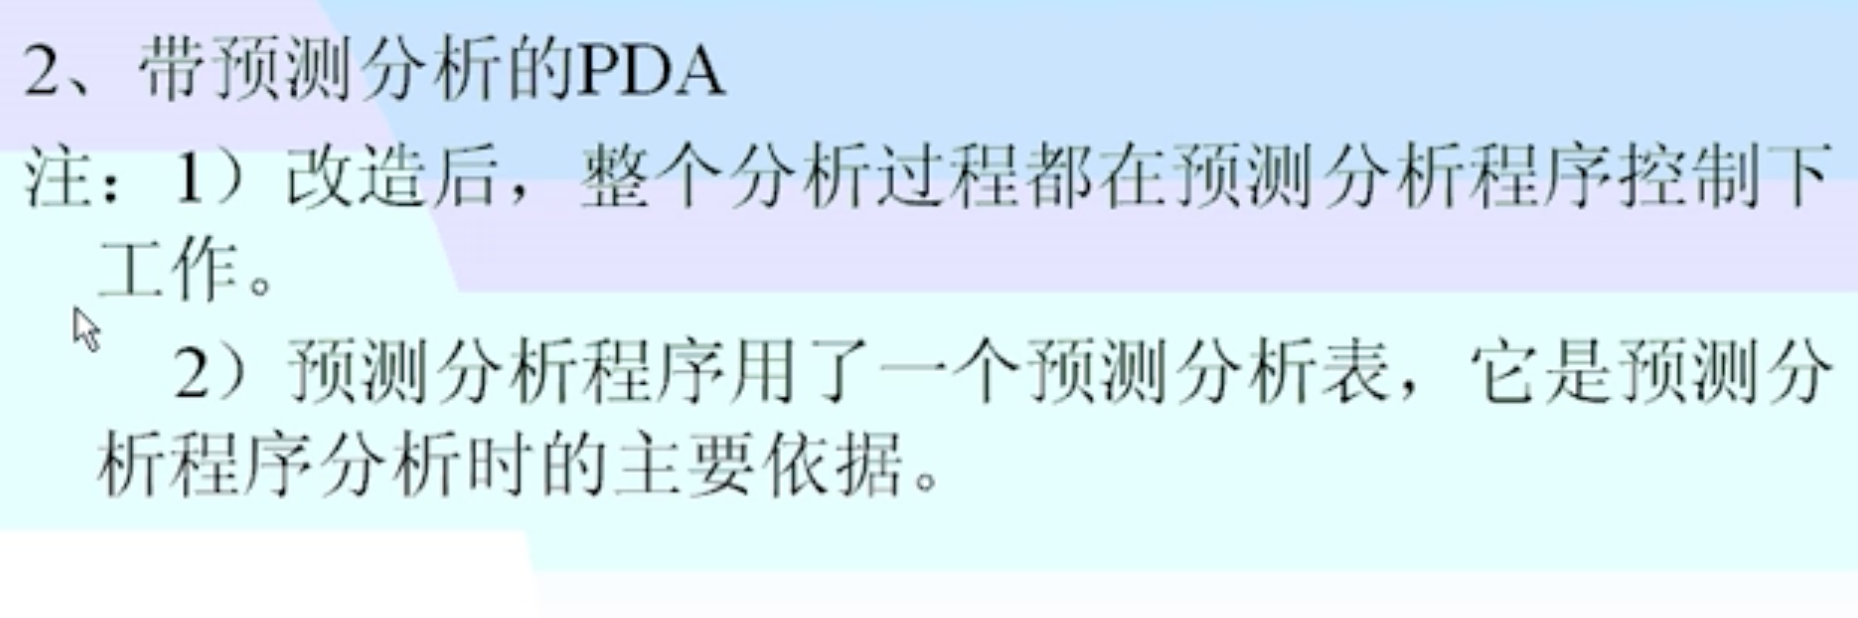 2、带预测分析的PDA
注：1）改造后，整个分析过程都在预测分析程序控制下
工作。
2）预测分析程序用了一个预测分析表，它是预测分
析程序分析时的主要依据。